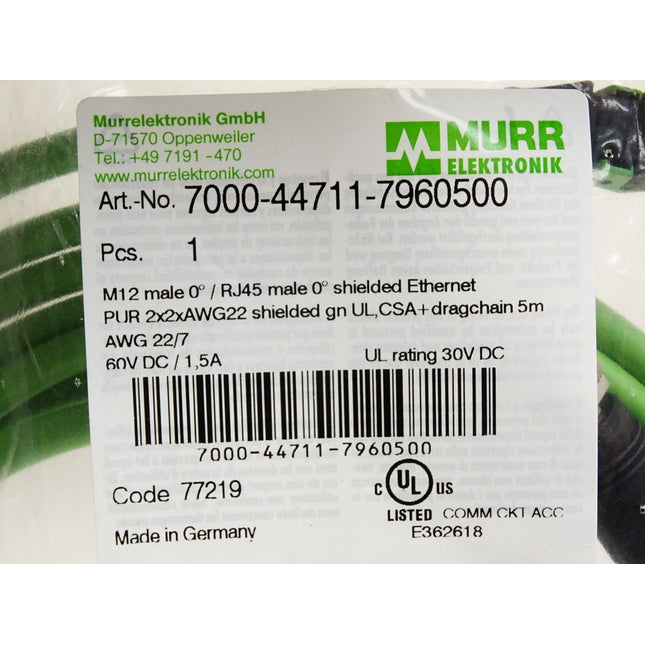 Murrelektronik GmbH
D-71570 Oppenweiler
Tel.: +49 7191 -470
www.murrelektronik.com
MURR
ELEKTRONIK
Art.-No. 7000-44711-7960500
Pcs. 1
M12 male 0° / RJ45 male 0° shielded Ethernet
PUR 2x2xAWG22 shielded gn UL,CSA+dragchain 5m
AWG 22/7
60V DC / 1,5A UL rating 30V DC
7000-44711-7960500
Code 77219
C UL US
LISTED COMM CKT ACC
E362618
Made in Germany